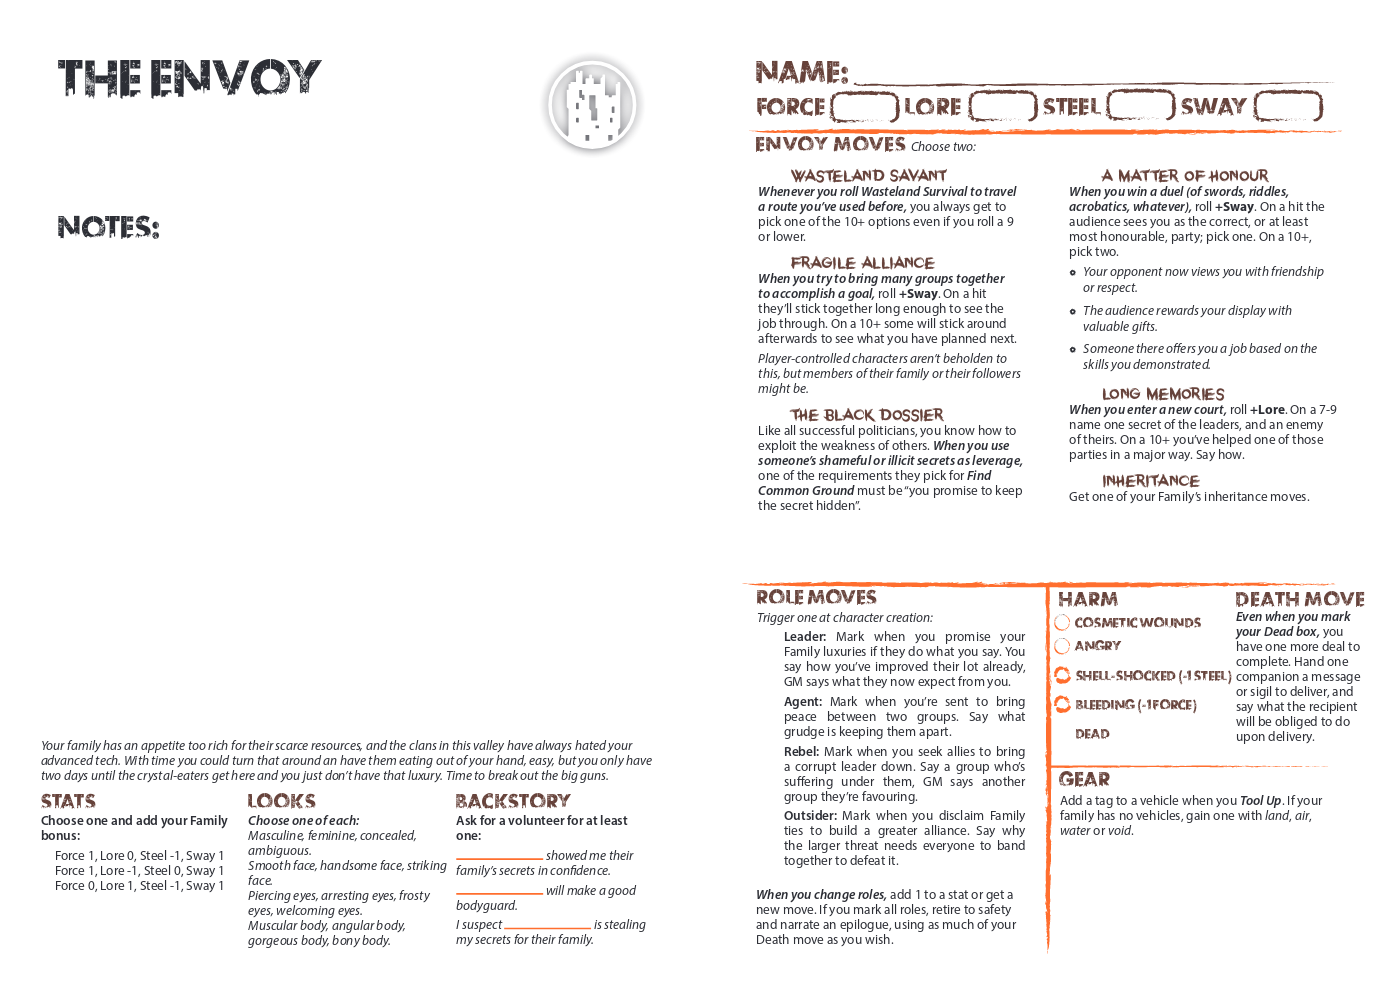 THE ENVOY
NOTES:
Your family has an appetite too rich for their scarce resources, and the clans in this valley have always hated your
advanced tech. With time you could turn that around an have them eating out of your hand, easy, but you only have
two days until the crystal-eaters get here and you just don't have that luxury. Time to break out the big guns.
STATS
Choose one and add your Family
bonus:
Force 1, Lore 0, Steel -1, Sway 1
Force 1, Lore -1, Steel 0, Sway 1
Force 0, Lore 1, Steel -1, Sway 1
LOOKS
Choose one of each:
Masculine, feminine, concealed,
ambiguous.
Smooth face, handsome face, striking
face.
Piercing eyes, arresting eyes, frosty
eyes, welcoming eyes.
Muscular body, angular body,
gorgeous body, bony body.
BACKSTORY
Ask for a volunteer for at least
one:
showed me their
family's secrets in confidence.
will make a good
bodyguard.
I suspect is stealing
my secrets for their family.
NAME:
FORCE LORE STEEL SWAY
ENVOY MOVES Choose two:
WASTELAND SAVANT
Whenever you roll Wasteland Survival to travel
a route you've used before, you always get to
pick one of the 10+ options even if you roll a 9
or lower.
FRAGILE ALLIANCE
When you try to bring many groups together
to accomplish a goal, roll +Sway. On a hit
they'll stick together long enough to see the
job through. On a 10+ some will stick around
afterwards to see what you have planned next.
Player-controlled characters aren't beholden to
this, but members of their family or their followers
might be.
THE BLACK DOSSIER
Like all successful politicians, you know how to
exploit the weakness of others. When you use
someone's shameful or illicit secrets as leverage,
one of the requirements they pick for Find
Common Ground must be "you promise to keep
the secret hidden".
A MATTER OF HONOUR
When you win a duel (of swords, riddles,
acrobatics, whatever), roll +Sway. On a hit the
audience sees you as the correct, or at least
most honourable, party; pick one. On a 10+,
pick two.
Your opponent now views you with friendship
or respect.
The audience rewards your display with
valuable gifts.
Someone there offers you a job based on the
skills you demonstrated.
LONG MEMORIES
When you enter a new court, roll +Lore. On a 7-9
name one secret of the leaders, and an enemy
of theirs. On a 10+ you've helped one of those
parties in a major way. Say how.
INHERITANCE
Get one of your Family's inheritance moves.
ROLE MOVES
Trigger one at character creation:
Leader: Mark when you promise your
Family luxuries if they do what you say. You
say how you've improved their lot already,
GM says what they now expect from you.
Agent: Mark when you're sent to bring
peace between two groups. Say what
grudge is keeping them apart.
Rebel: Mark when you seek allies to bring
a corrupt leader down. Say a group who's
suffering under them, GM says another
group they're favouring.
Outsider: Mark when you disclaim Family
ties to build a greater alliance. Say why
the larger threat needs everyone to band
together to defeat it.
When you change roles, add 1 to a stat or get a
new move. If you mark all roles, retire to safety
and narrate an epilogue, using as much of your
Death move as you wish.
HARM
COSMETIC WOUNDS
ANGRY
SHELL-SHOCKED (-1 STEEL)
BLEEDING (-1 FORCE)
DEAD
DEATH MOVE
Even when you mark
your Dead box, you
have one more deal to
complete. Hand one
companion a message
or sigil to deliver, and
say what the recipient
will be obliged to do
upon delivery.
GEAR
Add a tag to a vehicle when you Tool Up. If your
family has no vehicles, gain one with land, air,
water or void.